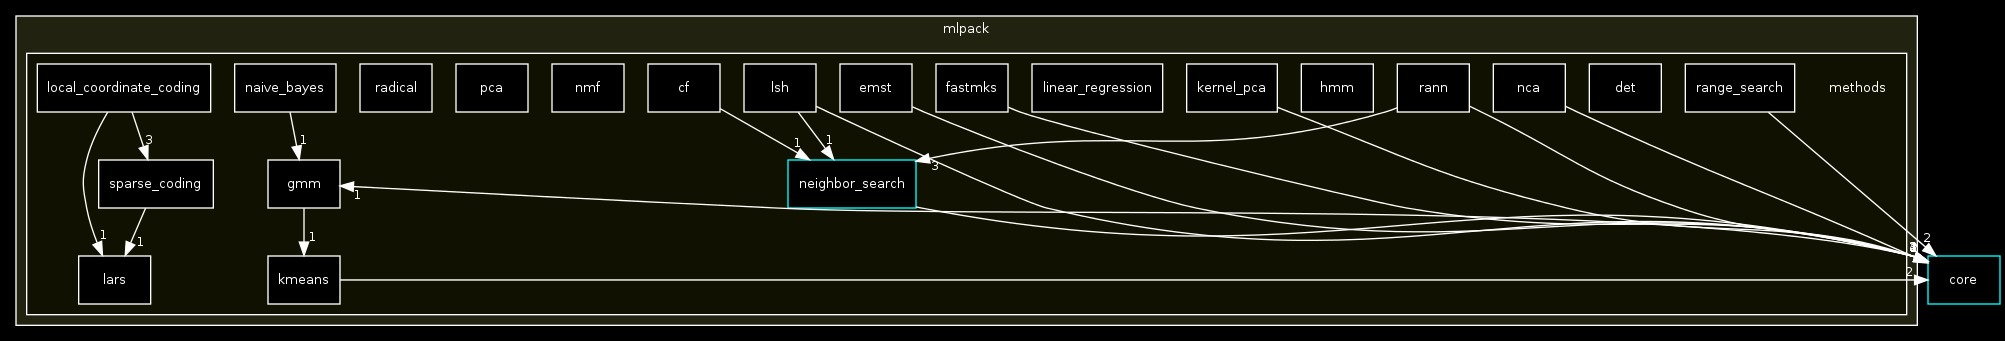 mlpack
local_coordinate_coding
naive_bayes
radical
pca
nmf
cf
lsh
emst
fastmks
linear_regression
kernel_pca
hmm
rann
nca
det
range_search
methods
3
1
1
1
3
sparse_coding
gmm
neighbor_search
1
1
1
1
2
2
lars
kmeans
core